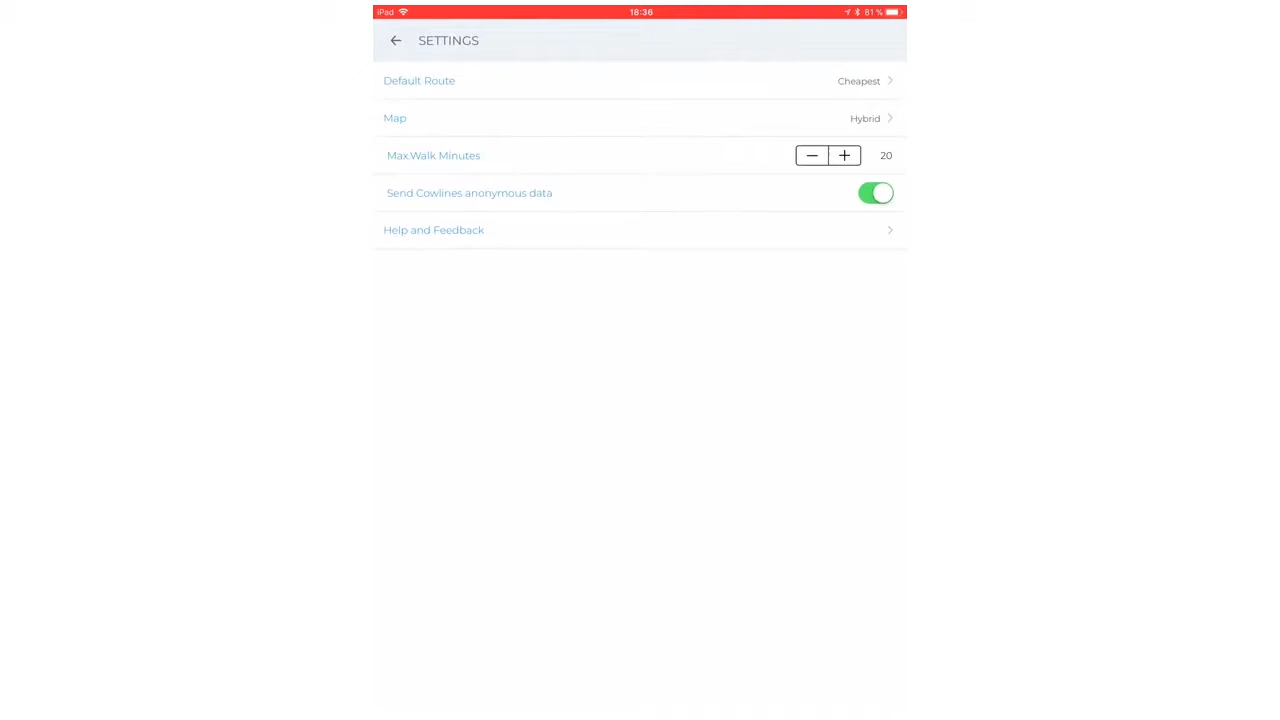 iPad 18:36 81 %
SETTINGS
Default Route Cheapest
Map Hybrid
Max.Walk Minutes 20
Send Cowlines anonymous data
Help and Feedback